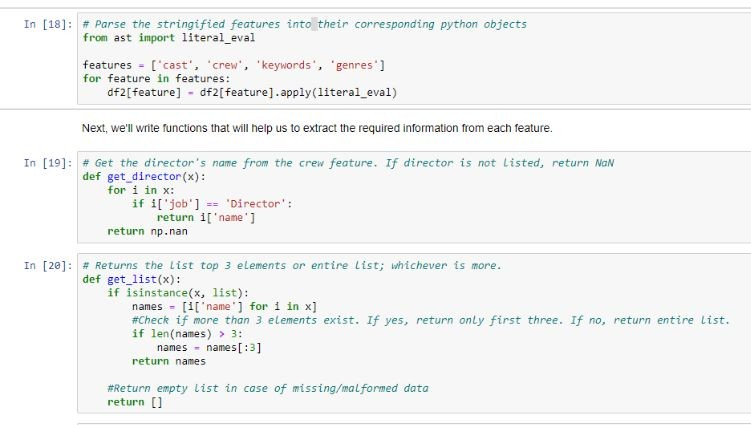 In [18]: # Parse the stringified features into their corresponding python objects
from ast import literal_eval
features = ['cast', 'crew', 'keywords', 'genres']
for feature in features:
    df2[feature] = df2[feature].apply(literal_eval)
Next, we'll write functions that will help us to extract the required information from each feature.
In [19]: # Get the director's name from the crew feature. If director is not listed, return NaN
def get_director(x):
    for i in x:
        if i['job'] == 'Director':
            return i['name']
    return np.nan
In [20]: # Returns the list top 3 elements or entire list; whichever is more.
def get_list(x):
    if isinstance(x, list):
        names = [i['name'] for i in x]
        #Check if more than 3 elements exist. If yes, return only first three. If no, return entire list.
        if len(names) > 3:
            names = names[:3]
        return names
    #Return empty list in case of missing/malformed data
    return []